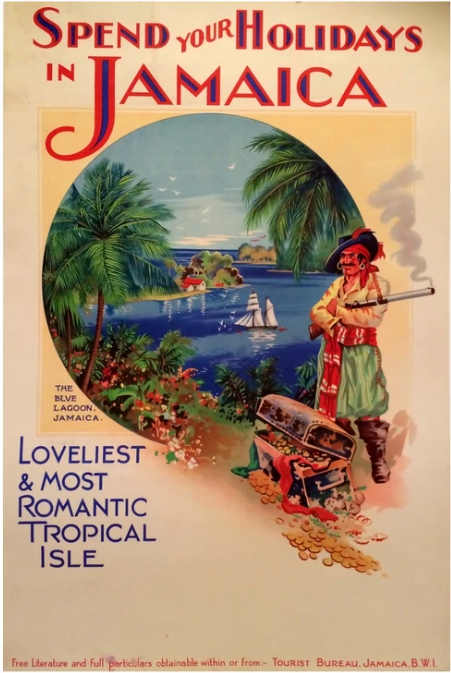 SPEND YOUR HOLIDAYS
IN JAMAICA
THE
BLUE
LAGOON.
JAMAICA.
LOVELIEST
& MOST
ROMANTIC
TROPICAL
ISLE
Free Literature and Full particulars obtainable within or from:- TOURIST BUREAU, JAMAICA, B.W.I.